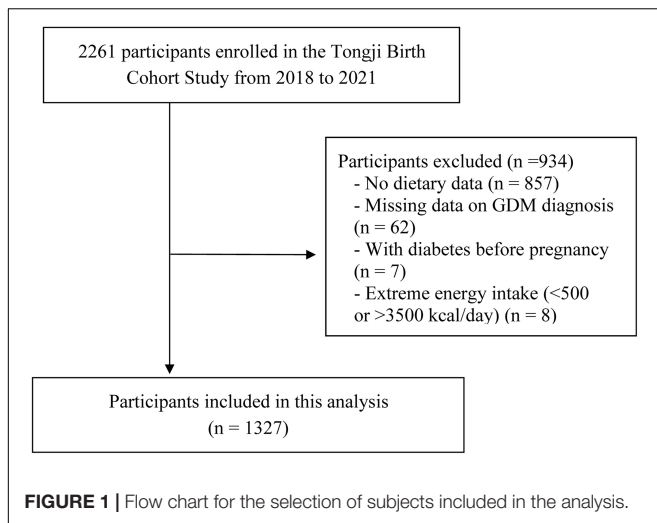 2261 participants enrolled in the Tongji Birth
Cohort Study from 2018 to 2021
Participants excluded (n =934)
- No dietary data (n = 857)
- Missing data on GDM diagnosis
(n = 62)
- With diabetes before pregnancy
(n = 7)
- Extreme energy intake (<500
or >3500 kcal/day) (n = 8)
Participants included in this analysis
(n = 1327)
FIGURE 1 | Flow chart for the selection of subjects included in the analysis.